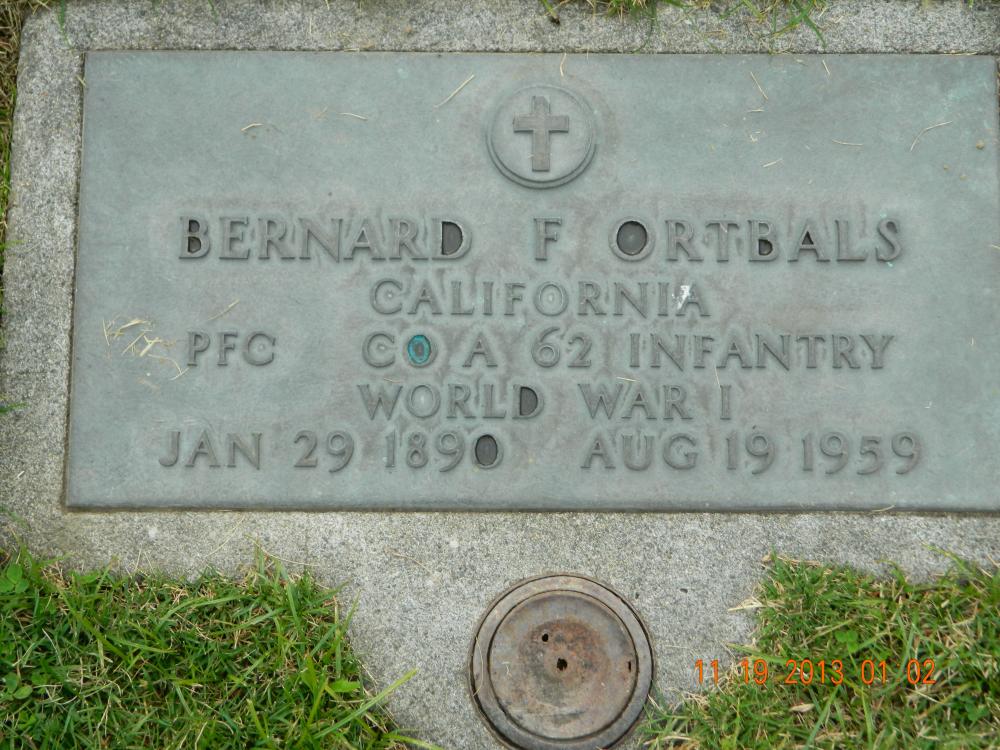 BERNARD F ORTBALS
CALIFORNIA
PFC CO A 62 INFANTRY
WORLD WAR I
JAN 29 1890 AUG 19 1959
11 19 2013 01 02